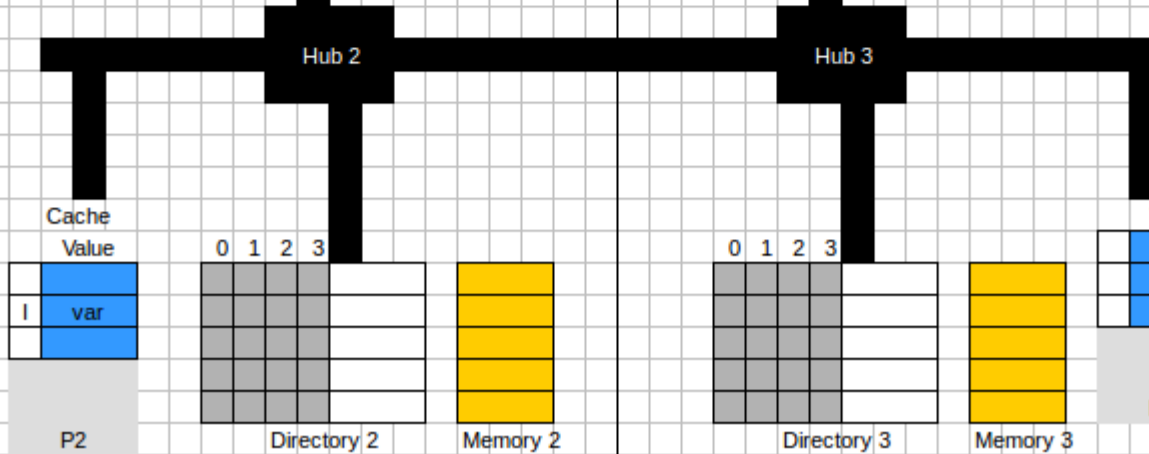 Hub 2
Hub 3
Cache
Value
0 1 2 3
0 1 2 3
I var
P2
Directory 2
Memory 2
Directory 3
Memory 3